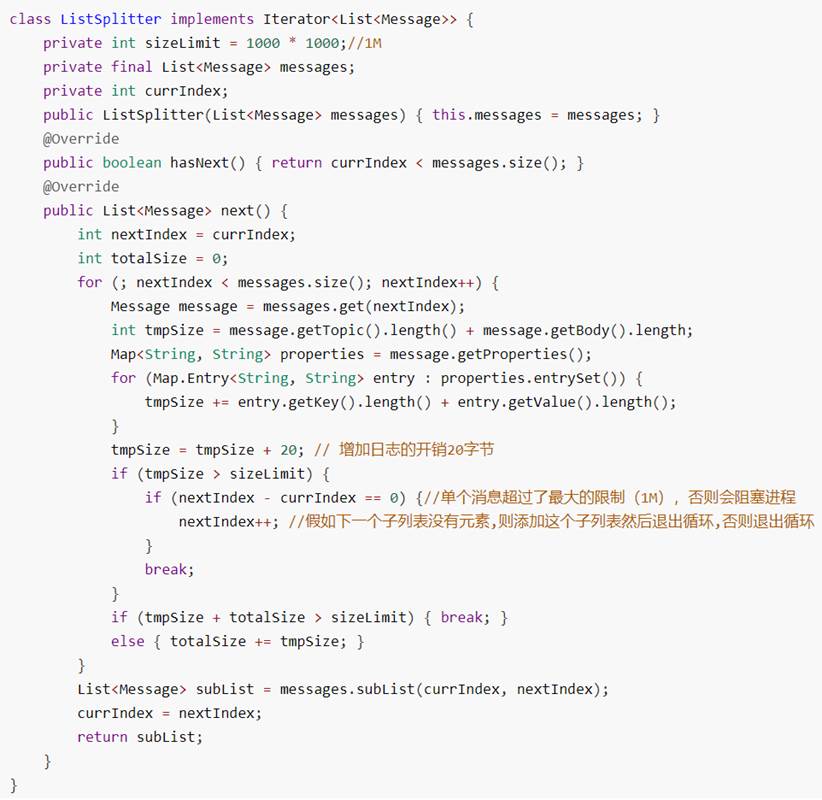 class ListSplitter implements Iterator<List<Message>> {
    private int sizeLimit = 1000 * 1000;//1M
    private final List<Message> messages;
    private int currIndex;
    public ListSplitter(List<Message> messages) { this.messages = messages; }
    @Override
    public boolean hasNext() { return currIndex < messages.size(); }
    @Override
    public List<Message> next() {
        int nextIndex = currIndex;
        int totalSize = 0;
        for (; nextIndex < messages.size(); nextIndex++) {
            Message message = messages.get(nextIndex);
            int tmpSize = message.getTopic().length() + message.getBody().length;
            Map<String, String> properties = message.getProperties();
            for (Map.Entry<String, String> entry : properties.entrySet()) {
                tmpSize += entry.getKey().length() + entry.getValue().length();
            }
            tmpSize = tmpSize + 20; // 增加日志的开销20字节
            if (tmpSize > sizeLimit) {
                if (nextIndex - currIndex == 0) {//单个消息超过了最大的限制（1M），否则会阻塞进程
                    nextIndex++; //假如下一个子列表没有元素,则添加这个子列表然后退出循环,否则退出循环
                }
                break;
            }
            if (tmpSize + totalSize > sizeLimit) { break; }
            else { totalSize += tmpSize; }
        }
        List<Message> subList = messages.subList(currIndex, nextIndex);
        currIndex = nextIndex;
        return subList;
    }
}